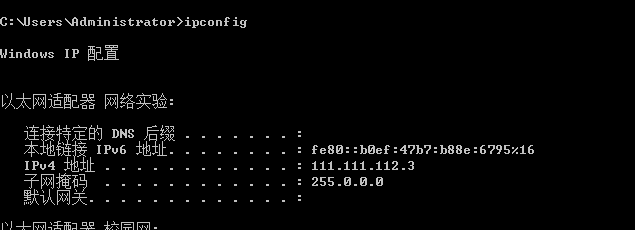 C:\Users\Administrator>ipconfig
Windows IP 配置
以太网适配器 网络实验:
连接特定的 DNS 后缀 . . . . . . . :
本地链接 IPv6 地址. . . . . . . . : fe80::b0ef:47b7:b88e:6795%16
IPv4 地址 . . . . . . . . . . . . : 111.111.112.3
子网掩码 . . . . . . . . . . . . : 255.0.0.0
默认网关. . . . . . . . . . . . . :
以太网适配器 校园网: